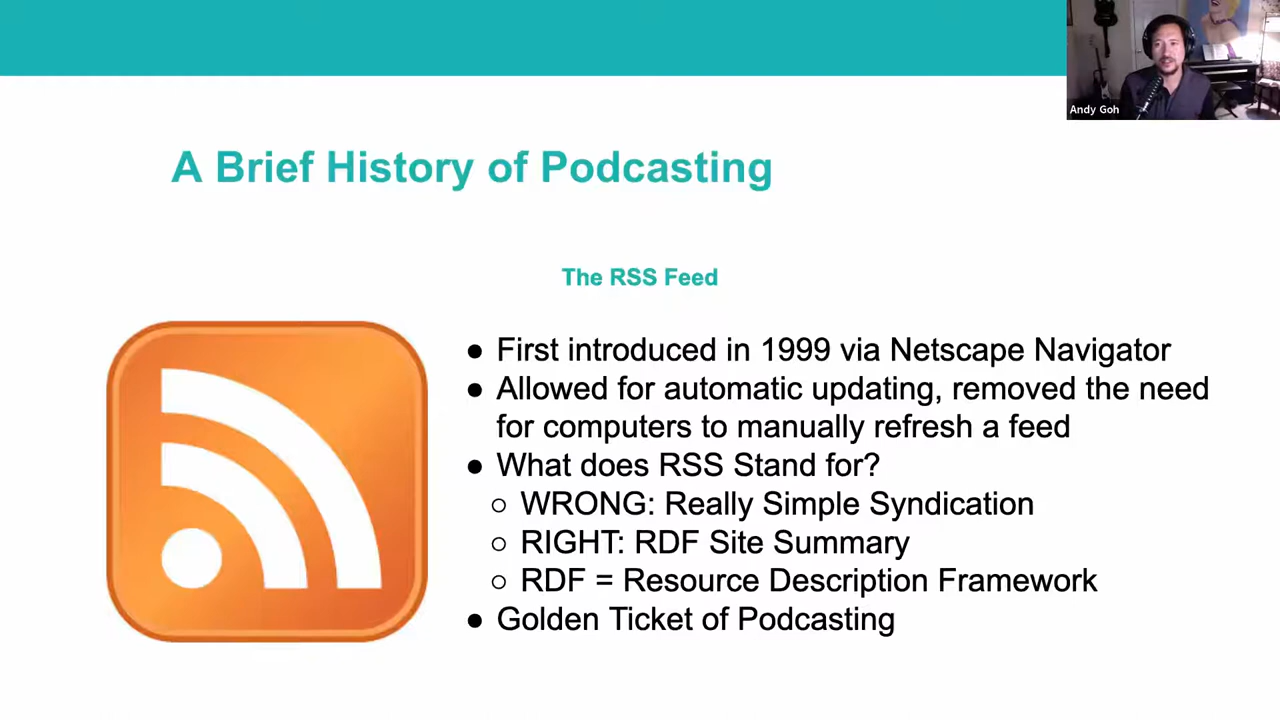 Andy Goh
A Brief History of Podcasting
The RSS Feed
● First introduced in 1999 via Netscape Navigator
● Allowed for automatic updating, removed the need
for computers to manually refresh a feed
● What does RSS Stand for?
○ WRONG: Really Simple Syndication
○ RIGHT: RDF Site Summary
○ RDF = Resource Description Framework
● Golden Ticket of Podcasting